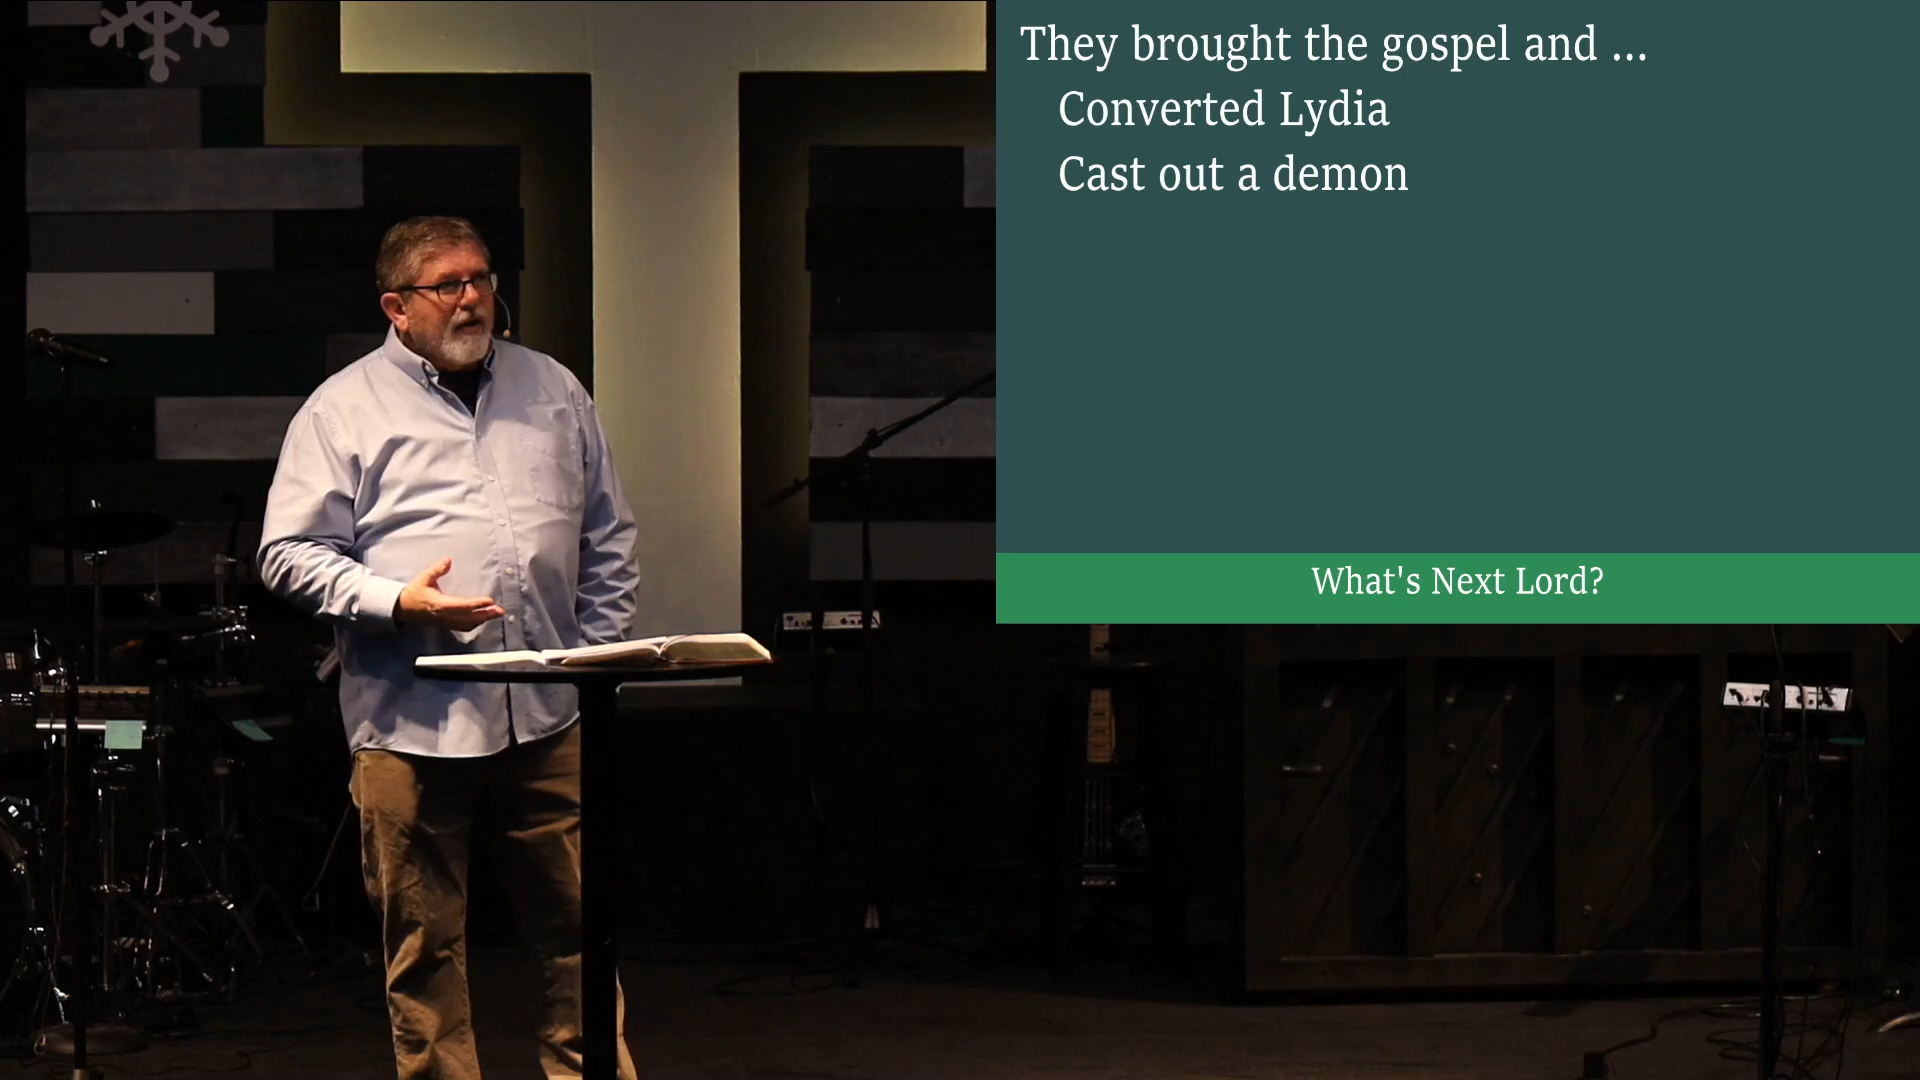 They brought the gospel and ...
Converted Lydia
Cast out a demon
What's Next Lord?